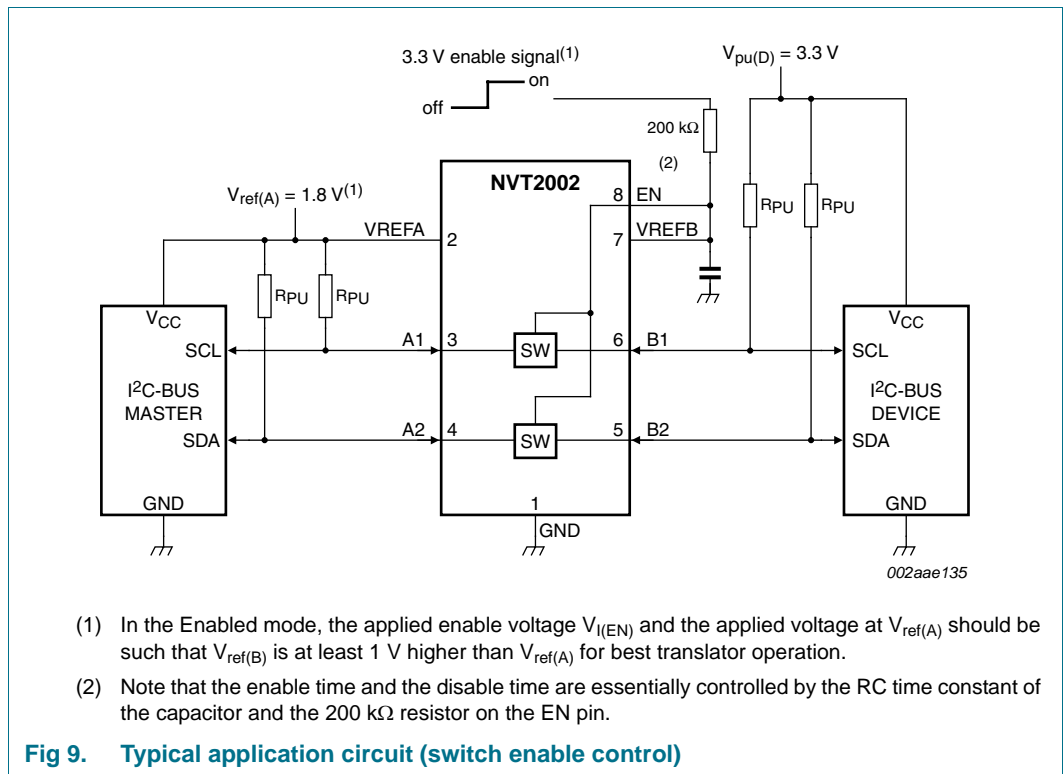 3.3 V enable signal(1)
on
off
Vpu(D) = 3.3 V
200 kΩ
(2)
NVT2002
Vref(A) = 1.8 V(1)
8 EN
RPU
RPU
VREFA
2
7 VREFB
RPU
RPU
VCC
VCC
SCL
A1
3
SW
6
B1
SCL
I2C-BUS
MASTER
I2C-BUS
DEVICE
SDA
A2
4
SW
5
B2
SDA
GND
1
GND
GND
002aae135
(1) In the Enabled mode, the applied enable voltage VI(EN) and the applied voltage at Vref(A) should be
such that Vref(B) is at least 1 V higher than Vref(A) for best translator operation.
(2) Note that the enable time and the disable time are essentially controlled by the RC time constant of
the capacitor and the 200 kΩ resistor on the EN pin.
Fig 9. Typical application circuit (switch enable control)